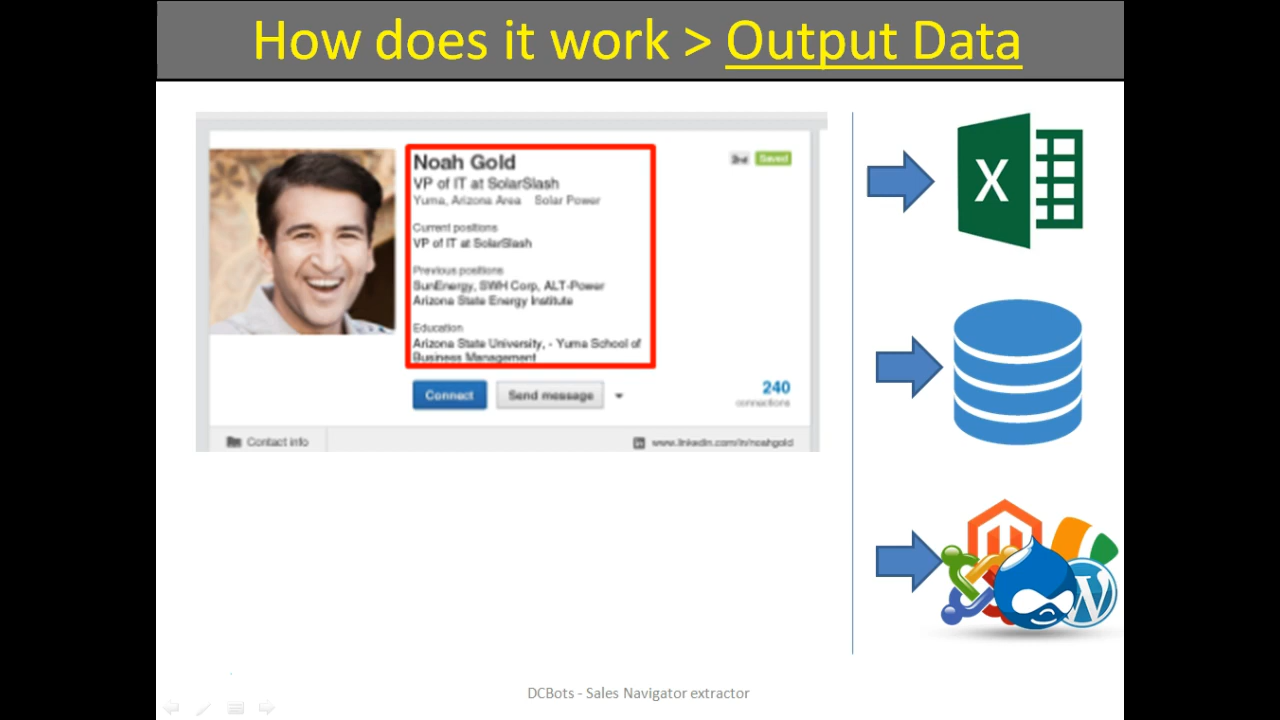 How does it work > Output Data
Noah Gold
VP of IT at SolarSlash
Yuma, Arizona Area Solar Power
Current positions
VP of IT at SolarSlash
Previous positions
SunEnergy, SWH Corp, ALT-Power
Arizona State Energy Institute
Education
Arizona State University, - Yuma School of
Business Management
3rd Saved
Connect Send message
240
connections
Contact info
www.linkedin.com/in/noahgold
X
W
DCBots - Sales Navigator extractor